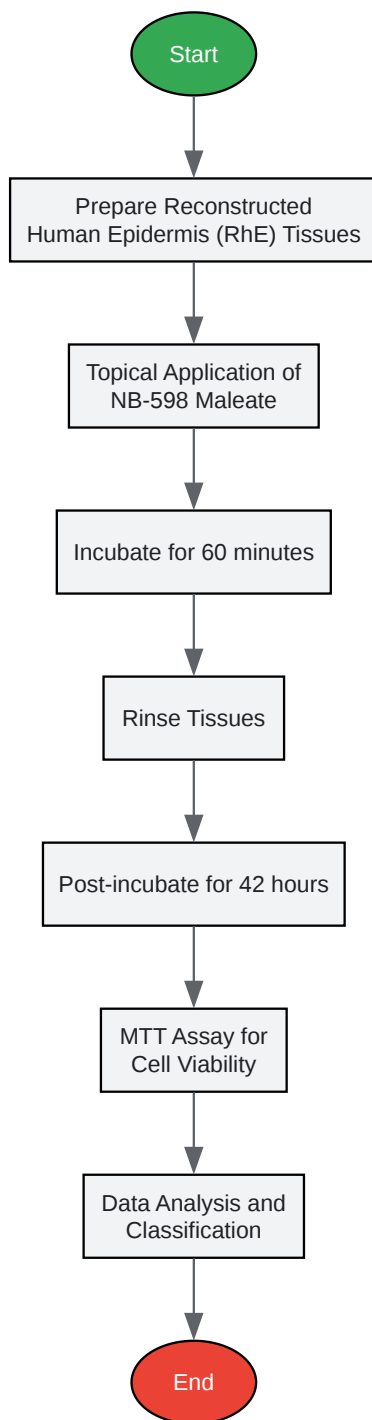 Start
Prepare Reconstructed
Human Epidermis (RhE) Tissues
Topical Application of
NB-598 Maleate
Incubate for 60 minutes
Rinse Tissues
Post-incubate for 42 hours
MTT Assay for
Cell Viability
Data Analysis and
Classification
End